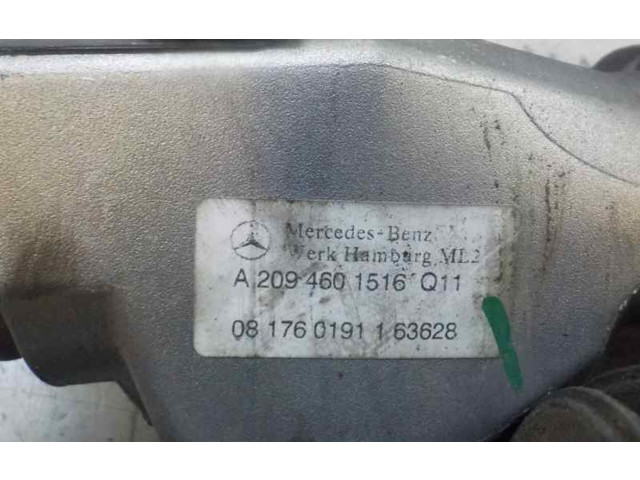 Mercedes-Benz
Werk Hamburg ML2
A 209 460 1516 Q11
08 176 0191 1 63628